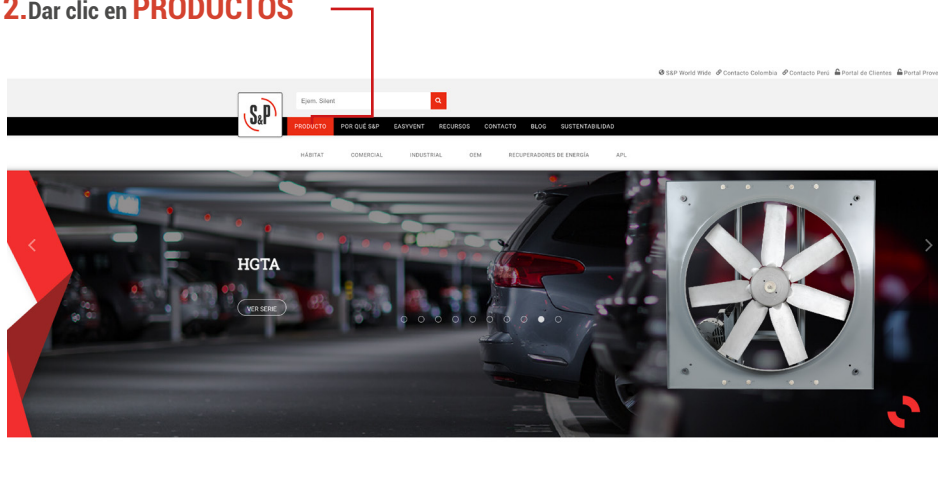 2.Dar clic en PRODUCTOS
S&P World Wide Contacto Colombia Contacto Perú Portal de Clientes Portal Prove
S&P
Ejem. Silent
PRODUCTO POR QUÉ S&P EASYVENT RECURSOS CONTACTO BLOG SUSTENTABILIDAD
HÁBITAT COMERCIAL INDUSTRIAL OEM RECUPERADORES DE ENERGÍA APL
HGTA
VER SERIE